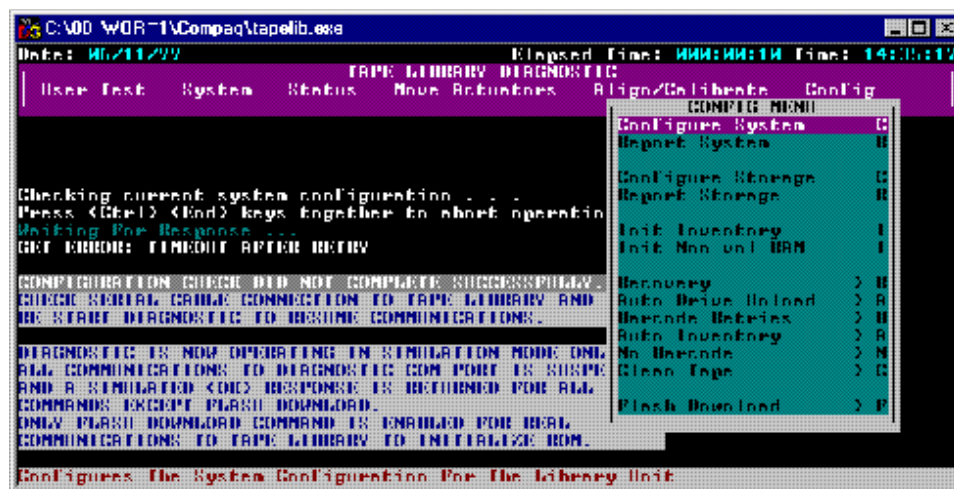 C:\0D_WOR~1\Compaq\tapelib.exe
Date: 06/11/99 Elapsed Time: 000:00:10 Time: 14:35:
TAPE LIBRARY DIAGNOSTIC
User Test System Status Move Actuators Align/Calibrate Config
CONFIG MENU
Configure System C
Report System R
Configure Storage C
Report Storage R
Init Inventory I
Init Non vol RAM I
Recovery > R
Auto Drive Unload > A
Barcode Retries > B
Auto Inventory > A
No Barcode > N
Clean Tape > C
Flash Download > F
Checking current system configuration . . .
Press <Ctrl> <End> keys together to abort operatin
Waiting For Response ...
GET ERROR: TIMEOUT AFTER RETRY
CONFIGURATION CHECK DID NOT COMPLETE SUCCESSFULLY.
CHECK SERIAL CABLE CONNECTION TO TAPE LIBRARY AND
RE START DIAGNOSTIC TO RESUME COMMUNICATIONS.
DIAGNOSTIC IS NOW OPERATING IN SIMULATION MODE ONL
ALL COMMUNICATIONS TO DIAGNOSTIC COM PORT IS SUSPE
AND A SIMULATED <OK> RESPONSE IS RETURNED FOR ALL
COMMANDS EXCEPT FLASH DOWNLOAD.
ONLY FLASH DOWNLOAD COMMAND IS ENABLED FOR REAL
COMMUNICATIONS TO TAPE LIBRARY TO INITIALIZE ROM.
Configures The System Configuration For The Library Unit